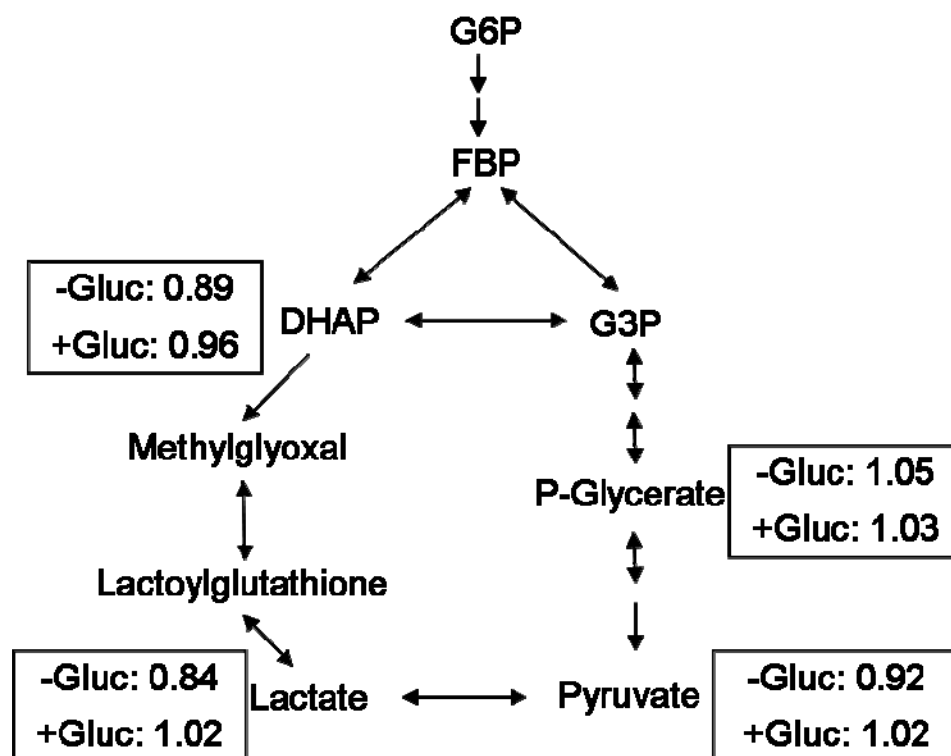 G6P
FBP
-Gluc: 0.89
+Gluc: 0.96
DHAP
G3P
Methylglyoxal
P-Glycerate
-Gluc: 1.05
+Gluc: 1.03
Lactoylglutathione
-Gluc: 0.84
+Gluc: 1.02
Lactate
Pyruvate
-Gluc: 0.92
+Gluc: 1.02